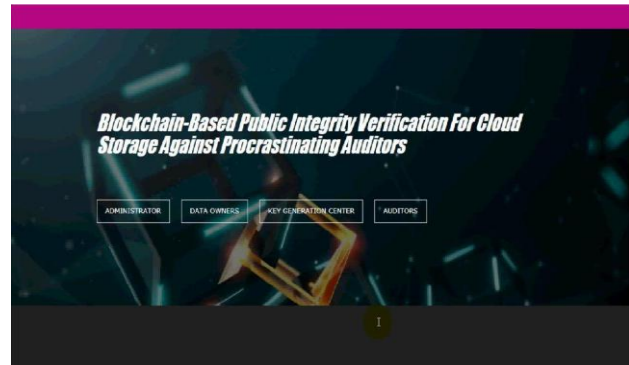 Blockchain-Based Public Integrity Verification For Cloud
Storage Against Procrastinating Auditors
ADMINISTRATOR DATA OWNERS KEY GENERATION CENTER AUDITORS